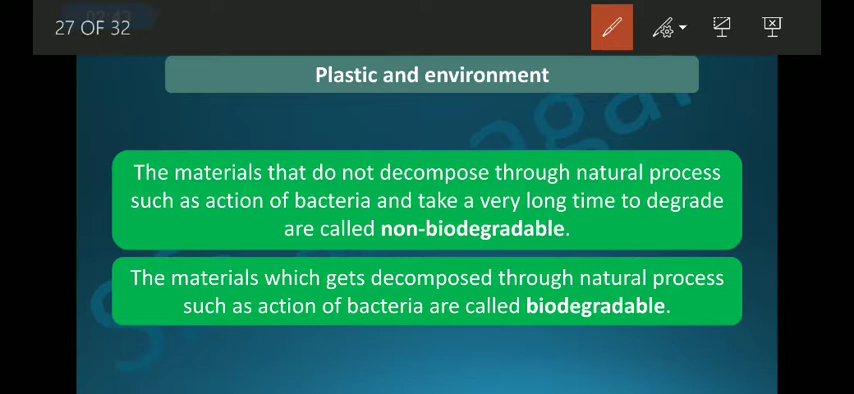 27 OF 32
Plastic and environment
The materials that do not decompose through natural process
such as action of bacteria and take a very long time to degrade
are called non-biodegradable.
The materials which gets decomposed through natural process
such as action of bacteria are called biodegradable.